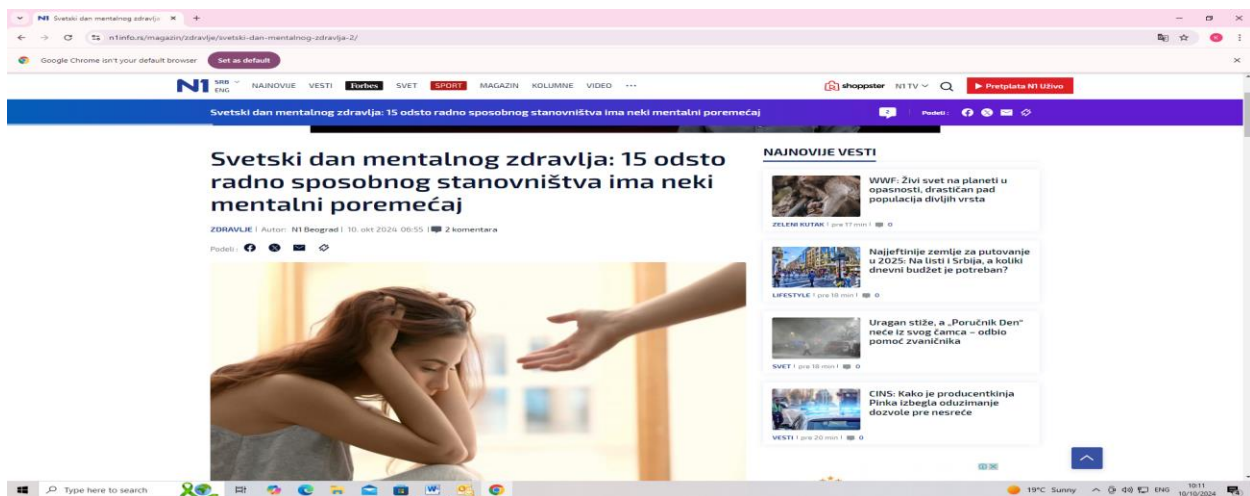 N1 Svetski dan mentalnog zdravlja
n1info.rs/magazin/zdravlje/svetski-dan-mentalnog-zdravlja-2/
Google Chrome isn't your default browser
Set as default
N1
SRB
ENG
NAJNOVIJE VESTI Forbes SVET SPORT MAGAZIN KOLUMNE VIDEO ...
shoppster N1 TV
Pretplata N1 Uživo
Svetski dan mentalnog zdravlja: 15 odsto radno sposobnog stanovništva ima neki mentalni poremećaj
2
Podeli:
Svetski dan mentalnog zdravlja: 15 odsto
radno sposobnog stanovništva ima neki
mentalni poremećaj
ZDRAVLJE | Autor: N1 Beograd | 10. okt 2024 06:55 | 2 komentara
Podeli:
NAJNOVIJE VESTI
WWF: Živi svet na planeti u
opasnosti, drastičan pad
populacija divljih vrsta
ZELENI KUTAK | pre 17 min | 0
Najjeftinije zemlje za putovanje
u 2025: Na listi i Srbija, a koliki
dnevni budžet je potreban?
LIFESTYLE | pre 18 min | 0
Uragan stiže, a „Poručnik Den“
neće iz svog čamca – odbio
pomoć zvaničnika
SVET | pre 18 min | 0
CINS: Kako je producentkinja
Pinka izbegla oduzimanje
dozvole pre nesreće
VESTI | pre 20 min | 0
Type here to search
19°C Sunny
ENG
10:11
10/10/2024